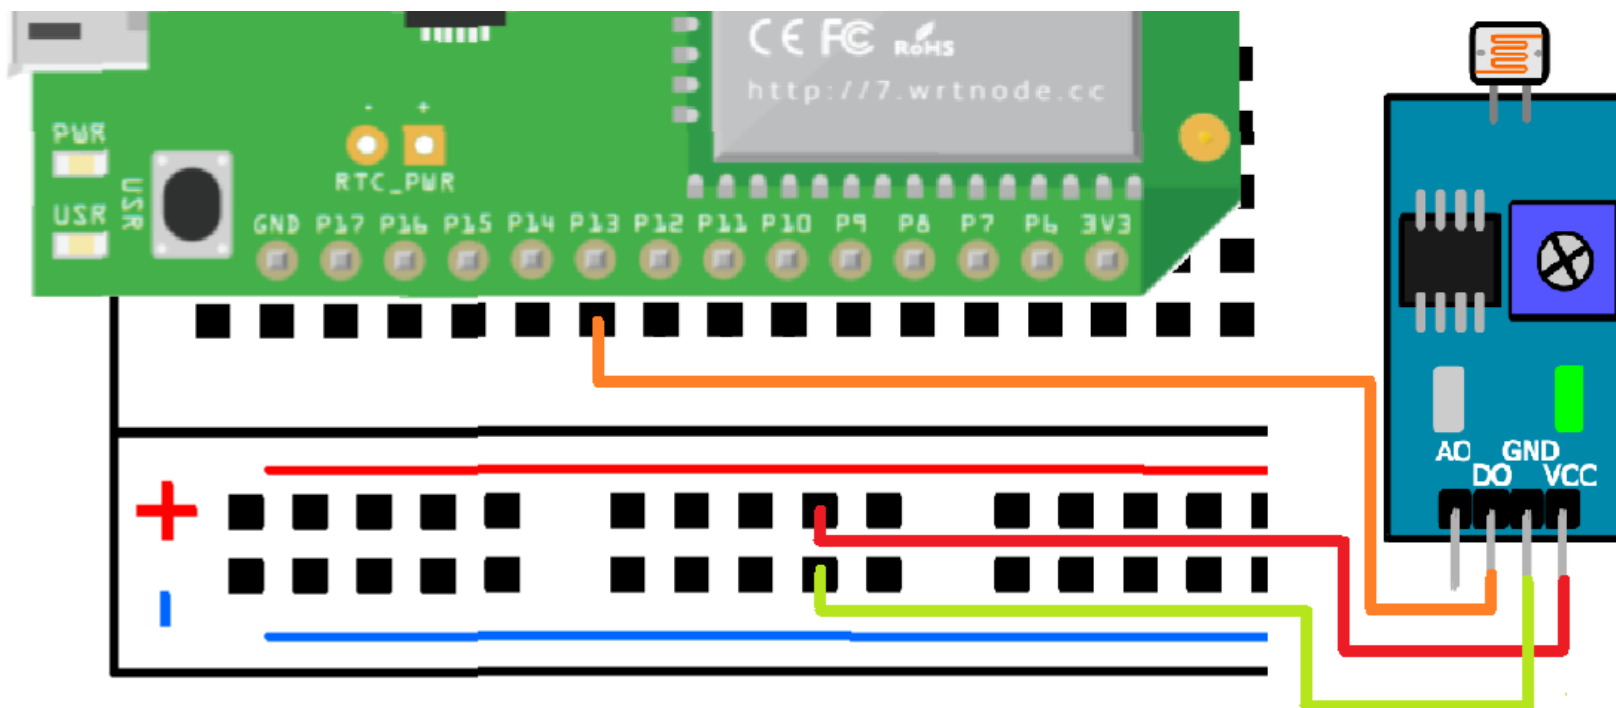 CE FC RoHS
http://7.wrtnode.cc
PWR
- +
RTC_PWR
USR
USR
GND P17 P16 P15 P14 P13 P12 P11 P10 P9 P8 P7 P6 3V3
AO GND
DO VCC
+
-